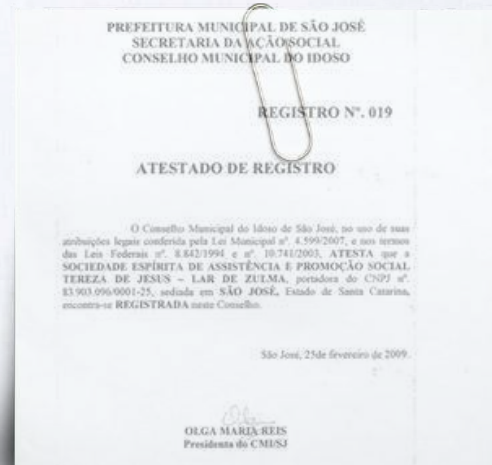 PREFEITURA MUNICIPAL DE SÃO JOSÉ
SECRETARIA DA AÇÃO SOCIAL
CONSELHO MUNICIPAL DO IDOSO
REGISTRO Nº. 019
ATESTADO DE REGISTRO
O Conselho Municipal do Idoso de São José, no uso de suas
atribuições legais conferida pela Lei Municipal nº. 4.599/2007, e nos termos
das Leis Federais nº. 8.842/1994 e nº. 10.741/2003, ATESTA que a
SOCIEDADE ESPÍRITA DE ASSISTÊNCIA E PROMOÇÃO SOCIAL
TEREZA DE JESUS – LAR DE ZULMA, portadora do CNPJ nº.
83.903.096/0001-25, sediada em SÃO JOSÉ, Estado de Santa Catarina,
encontra-se REGISTRADA neste Conselho.
São José, 25de fevereiro de 2009.
OLGA MARIA REIS
Presidenta do CMI/SJ